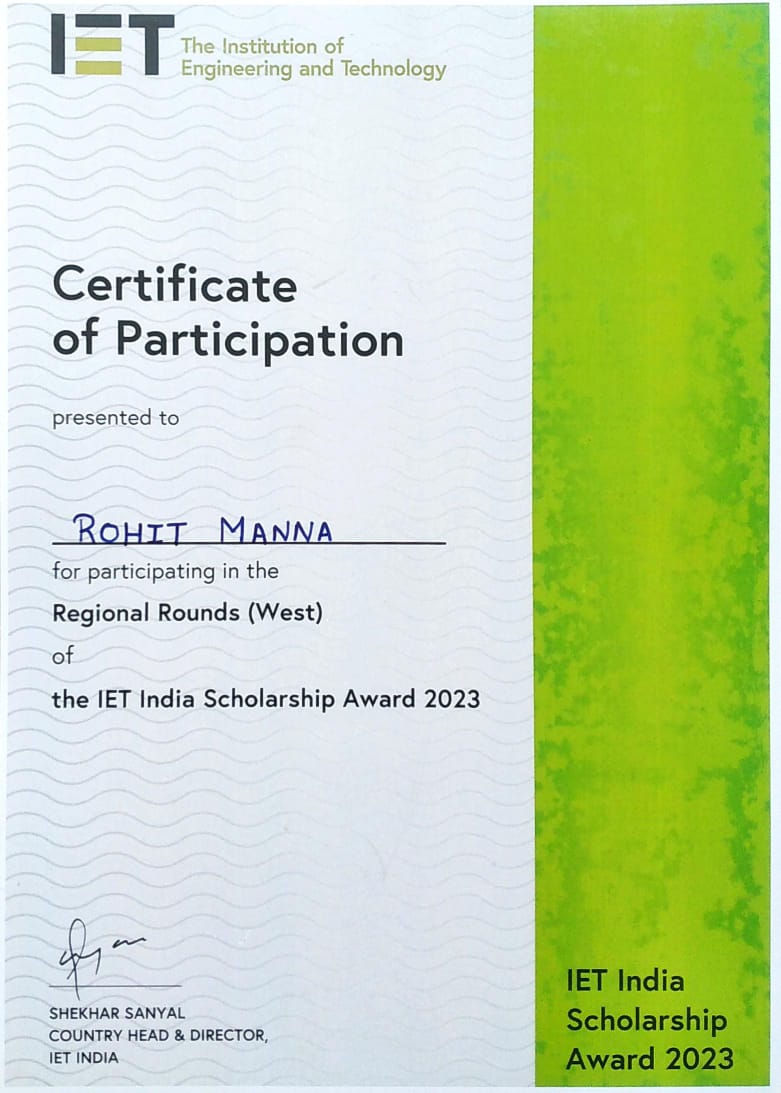 IET
The Institution of
Engineering and Technology
Certificate
of Participation
presented to
ROHIT MANNA
for participating in the
Regional Rounds (West)
of
the IET India Scholarship Award 2023
SHEKHAR SANYAL
COUNTRY HEAD & DIRECTOR,
IET INDIA
IET India
Scholarship
Award 2023